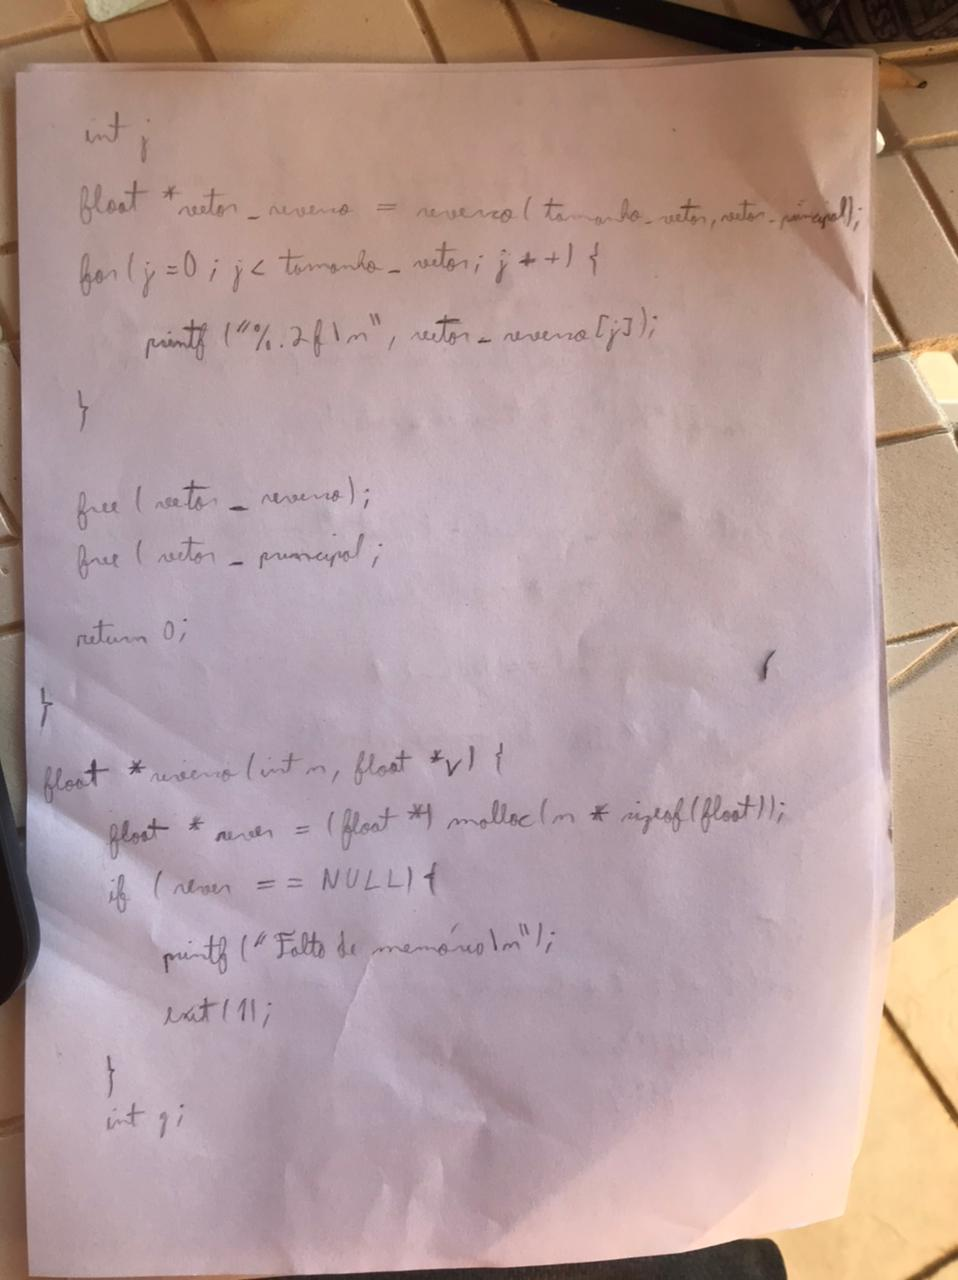 int j
float *vetor_reverso = reverso(tamanho_vetor, vetor_principal);
for(j=0; j< tamanho_vetor; j++) {
printf ("%.2f\n", vetor_reverso[j]);
}
free (vetor_reverso);
free (vetor_principal;
return 0;
}
float *reverso(int n, float *v) {
float * rever = (float *) malloc(n * sizeof(float));
if (rever == NULL) {
printf ("Falta de memória\n");
exit(1);
}
int q;